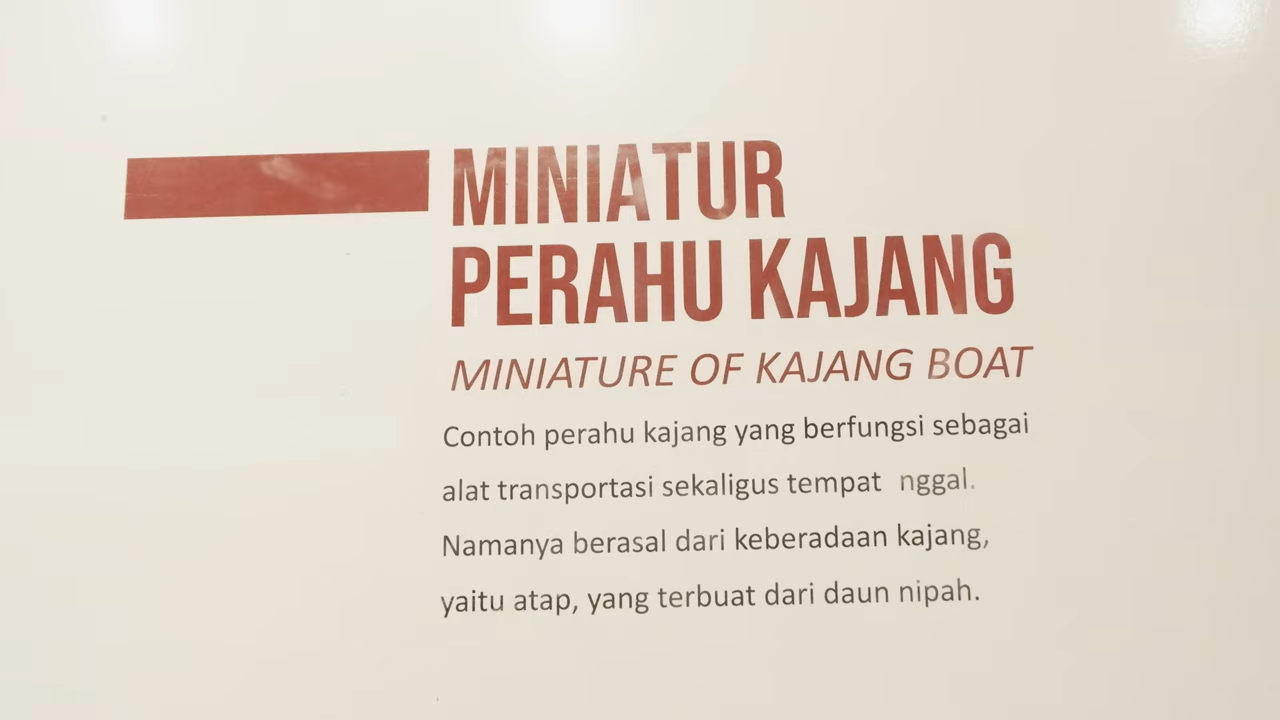 MINIATUR
PERAHU KAJANG
MINIATURE OF KAJANG BOAT
Contoh perahu kajang yang berfungsi sebagai
alat transportasi sekaligus tempat nggal.
Namanya berasal dari keberadaan kajang,
yaitu atap, yang terbuat dari daun nipah.